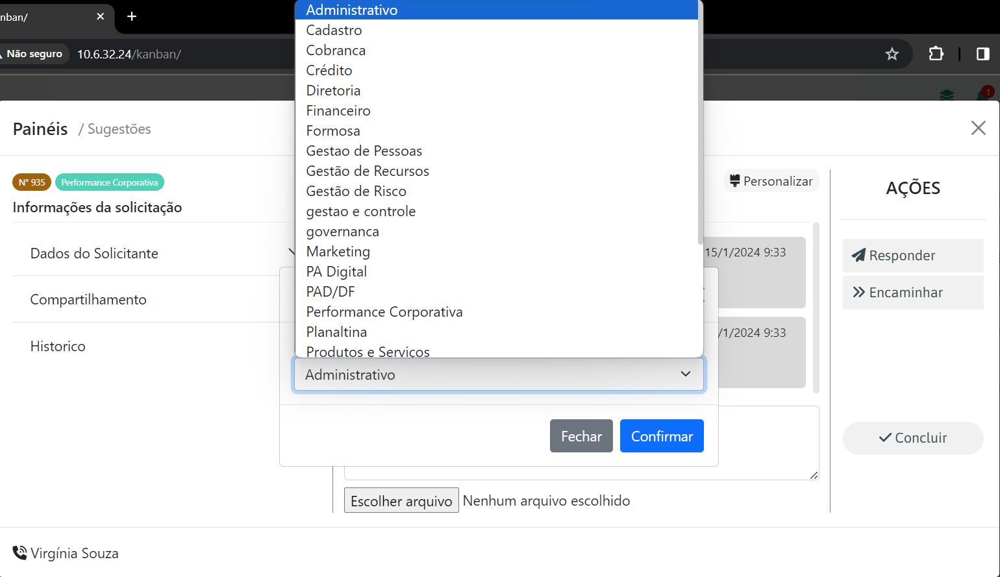 nban/
Não seguro
10.6.32.24/kanban/
1
Painéis / Sugestões
Nº 935
Performance Corporativa
Informações da solicitação
Dados do Solicitante
Compartilhamento
Historico
Administrativo
Cadastro
Cobranca
Crédito
Diretoria
Financeiro
Formosa
Gestao de Pessoas
Gestão de Recursos
Gestão de Risco
gestao e controle
governanca
Marketing
PA Digital
PAD/DF
Performance Corporativa
Planaltina
Produtos e Serviços
Administrativo
Fechar
Confirmar
Personalizar
15/1/2024 9:33
/1/2024 9:33
Escolher arquivo
Nenhum arquivo escolhido
AÇÕES
Responder
Encaminhar
Concluir
Virgínia Souza